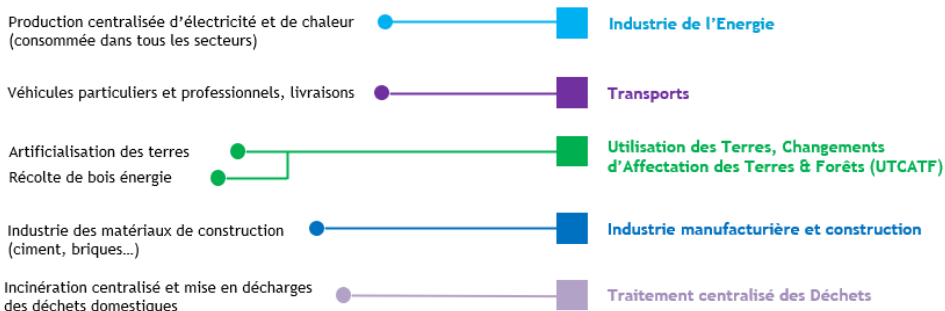 Production centralisée d’électricité et de chaleur
(consommée dans tous les secteurs)
Industrie de l’Energie
Véhicules particuliers et professionnels, livraisons
Transports
Artificialisation des terres
Récolte de bois énergie
Utilisation des Terres, Changements
d’Affectation des Terres & Forêts (UTCATF)
Industrie des matériaux de construction
(ciment, briques…)
Industrie manufacturière et construction
Incinération centralisé et mise en décharges
des déchets domestiques
Traitement centralisé des Déchets